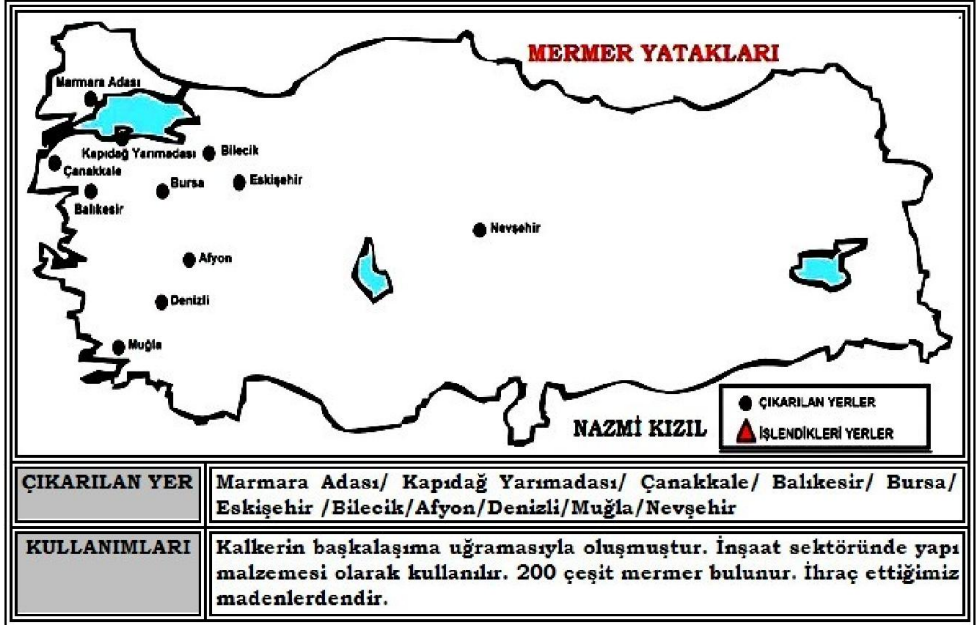 MERMER YATAKLARI
Marmara Adası
Kapıdağ Yarımadası
Bilecik
Çanakkale
Bursa
Eskişehir
Balıkesir
Nevşehir
Afyon
Denizli
Muğla
NAZMİ KIZIL
ÇIKARILAN YERLER
İŞLENDİKLERİ YERLER
ÇIKARILAN YER
Marmara Adası/ Kapıdağ Yarımadası/ Çanakkale/ Balıkesir/ Bursa/
Eskişehir /Bilecik/Afyon/Denizli/Muğla/Nevşehir
KULLANIMLARI
Kalkerin başkalaşıma uğramasıyla oluşmuştur. İnşaat sektöründe yapı
malzemesi olarak kullanılır. 200 çeşit mermer bulunur. İhraç ettiğimiz
madenlerdendir.